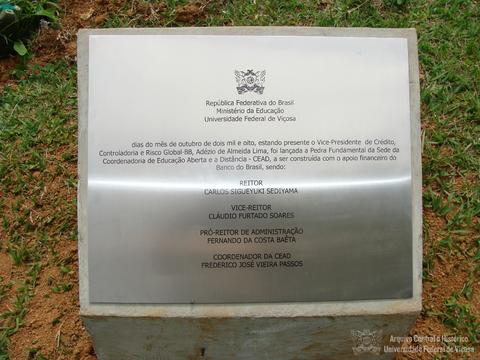 República Federativa do Brasil
Ministério da Educação
Universidade Federal de Viçosa
dias do mês de outubro de dois mil e oito, estando presente o Vice-Presidente de Crédito,
Controladoria e Risco Global-BB, Adézio de Almeida Lima, foi lançada a Pedra Fundamental da Sede da
Coordenadoria de Educação Aberta e a Distância - CEAD, a ser construída com o apoio financeiro do
Banco do Brasil, sendo:
REITOR
CARLOS SIGUEYUKI SEDIYAMA
VICE-REITOR
CLÁUDIO FURTADO SOARES
PRÓ-REITOR DE ADMINISTRAÇÃO
FERNANDO DA COSTA BAÊTA
COORDENADOR DA CEAD
FREDERICO JOSÉ VIEIRA PASSOS
Arquivo Central e Histórico
Universidade Federal de Viçosa